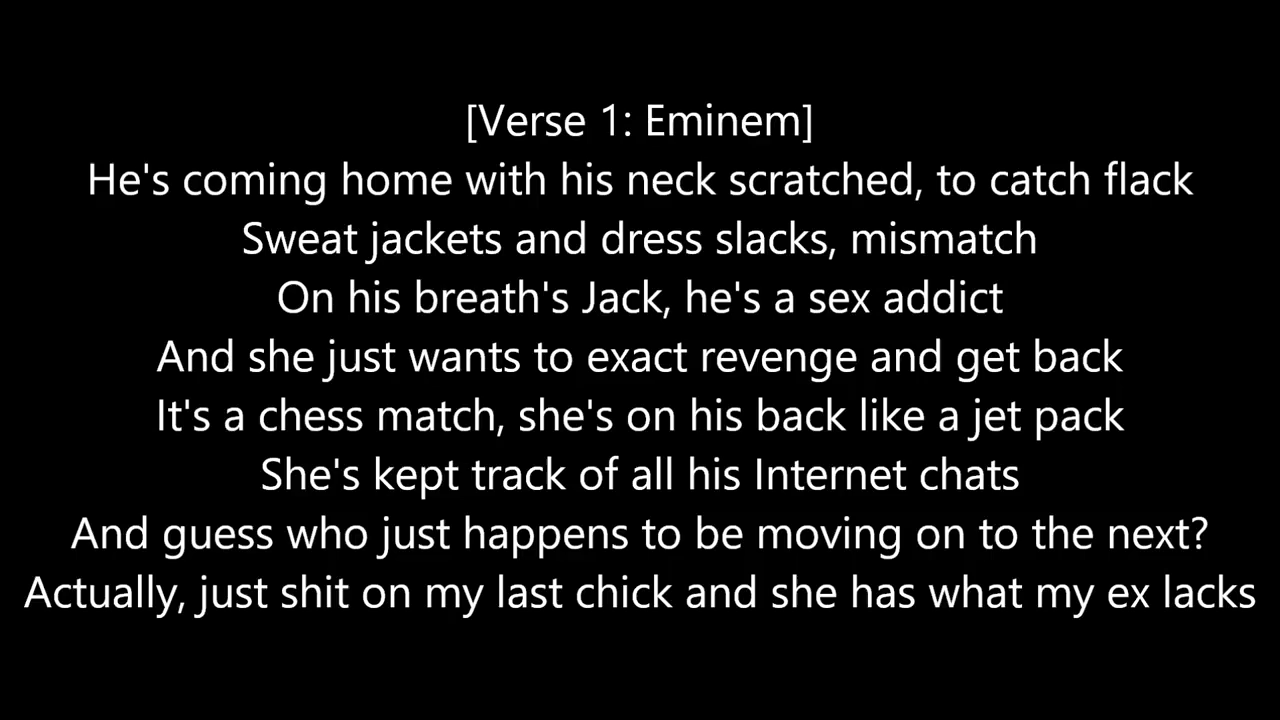 [Verse 1: Eminem]
He's coming home with his neck scratched, to catch flack
Sweat jackets and dress slacks, mismatch
On his breath's Jack, he's a sex addict
And she just wants to exact revenge and get back
It's a chess match, she's on his back like a jet pack
She's kept track of all his Internet chats
And guess who just happens to be moving on to the next?
Actually, just shit on my last chick and she has what my ex lacks